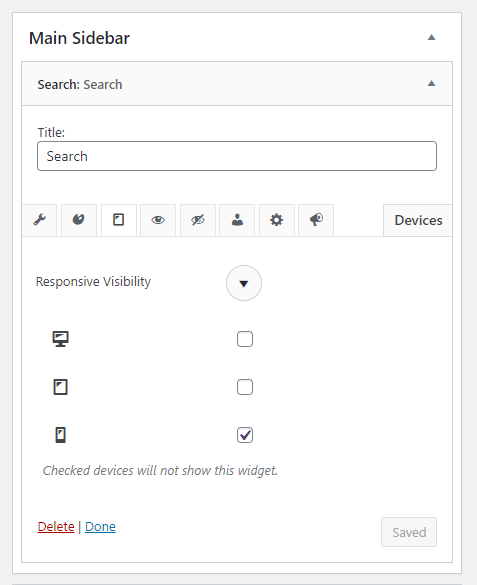 Main Sidebar
Search: Search
Title:
Search
Devices
Responsive Visibility
Checked devices will not show this widget.
Delete | Done
Saved